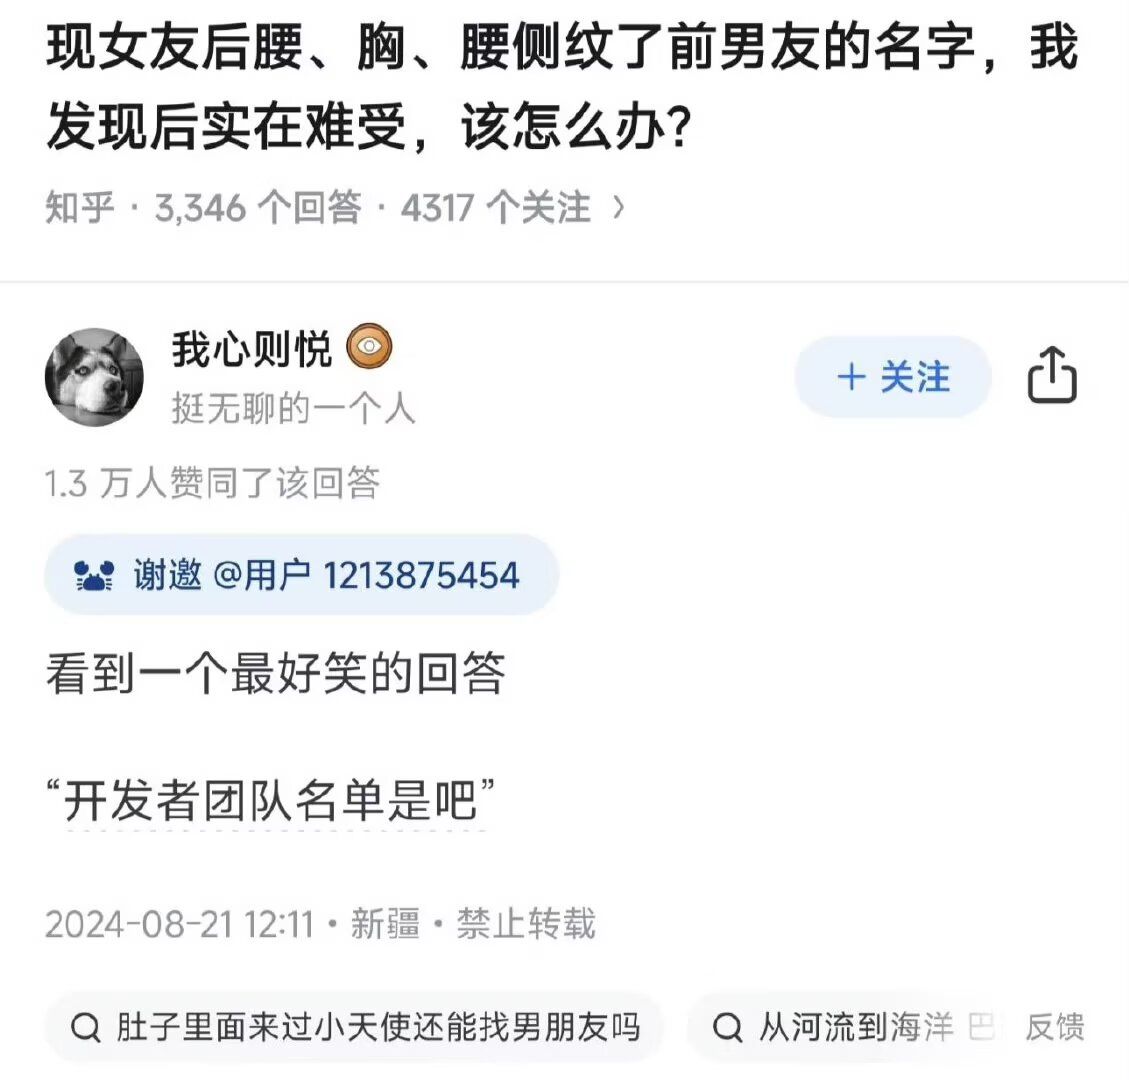 现女友后腰、胸、腰侧纹了前男友的名字，我
发现后实在难受，该怎么办？
知乎 · 3,346 个回答 · 4317 个关注 >
我心则悦
+ 关注
挺无聊的一个人
1.3 万人赞同了该回答
谢邀 @用户 1213875454
看到一个最好笑的回答
“开发者团队名单是吧”
2024-08-21 12:11 · 新疆 · 禁止转载
肚子里面来过小天使还能找男朋友吗
从河流到海洋 巴
反馈